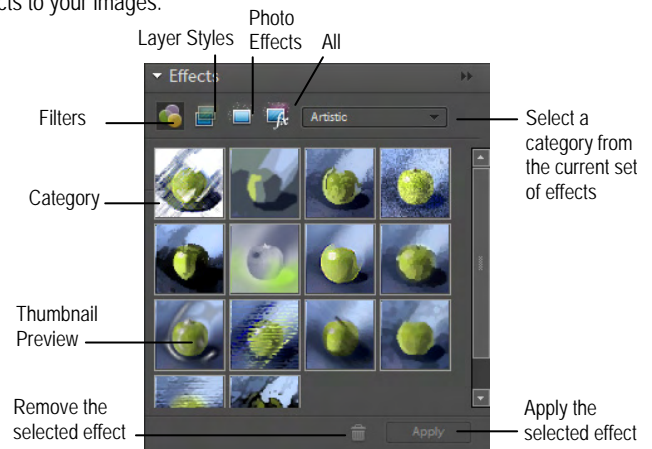 cts to your images.
Photo
Effects
Layer Styles
All
Effects
Filters
fx
Artistic
Select a
category from
the current set
of effects
Category
Thumbnail
Preview
Remove the
selected effect
Apply
Apply the
selected effect